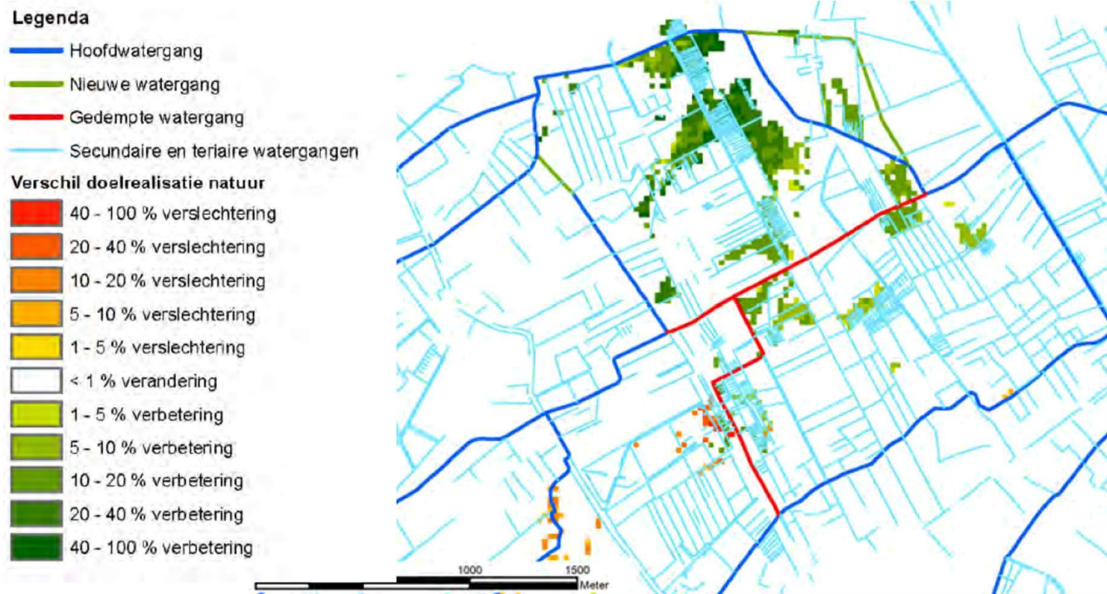 Legenda
Hoofdwatergang
Nieuwe watergang
Gedempte watergang
Secundaire en teriaire watergangen
Verschil doelrealisatie natuur
40 - 100 % verslechtering
20 - 40 % verslechtering
10 - 20 % verslechtering
5 - 10 % verslechtering
1 - 5 % verslechtering
< 1 % verandering
1 - 5 % verbetering
5 - 10 % verbetering
10 - 20 % verbetering
20 - 40 % verbetering
40 - 100 % verbetering
1000 1500
Meter